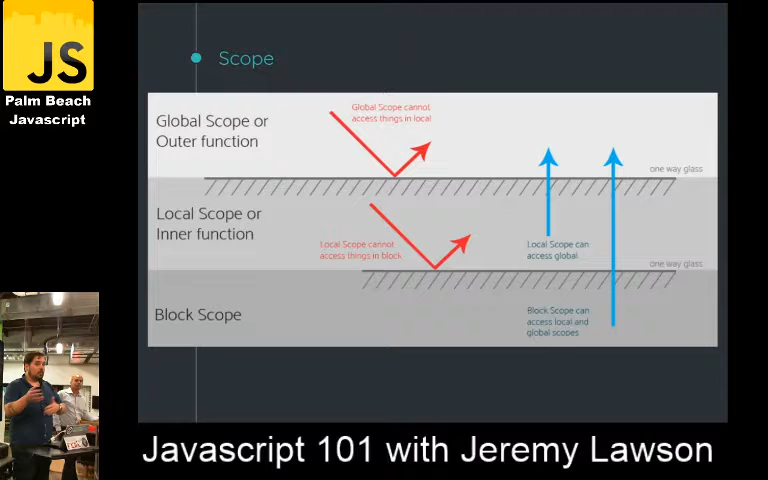 JS
Palm Beach
Javascript
Scope
Global Scope or
Outer function
Global Scope cannot
access things in local
one way glass
Local Scope or
Inner function
Local Scope cannot
access things in block
Local Scope can
access global
one way glass
Block Scope
Block Scope can
access local and
global scopes
Javascript 101 with Jeremy Lawson